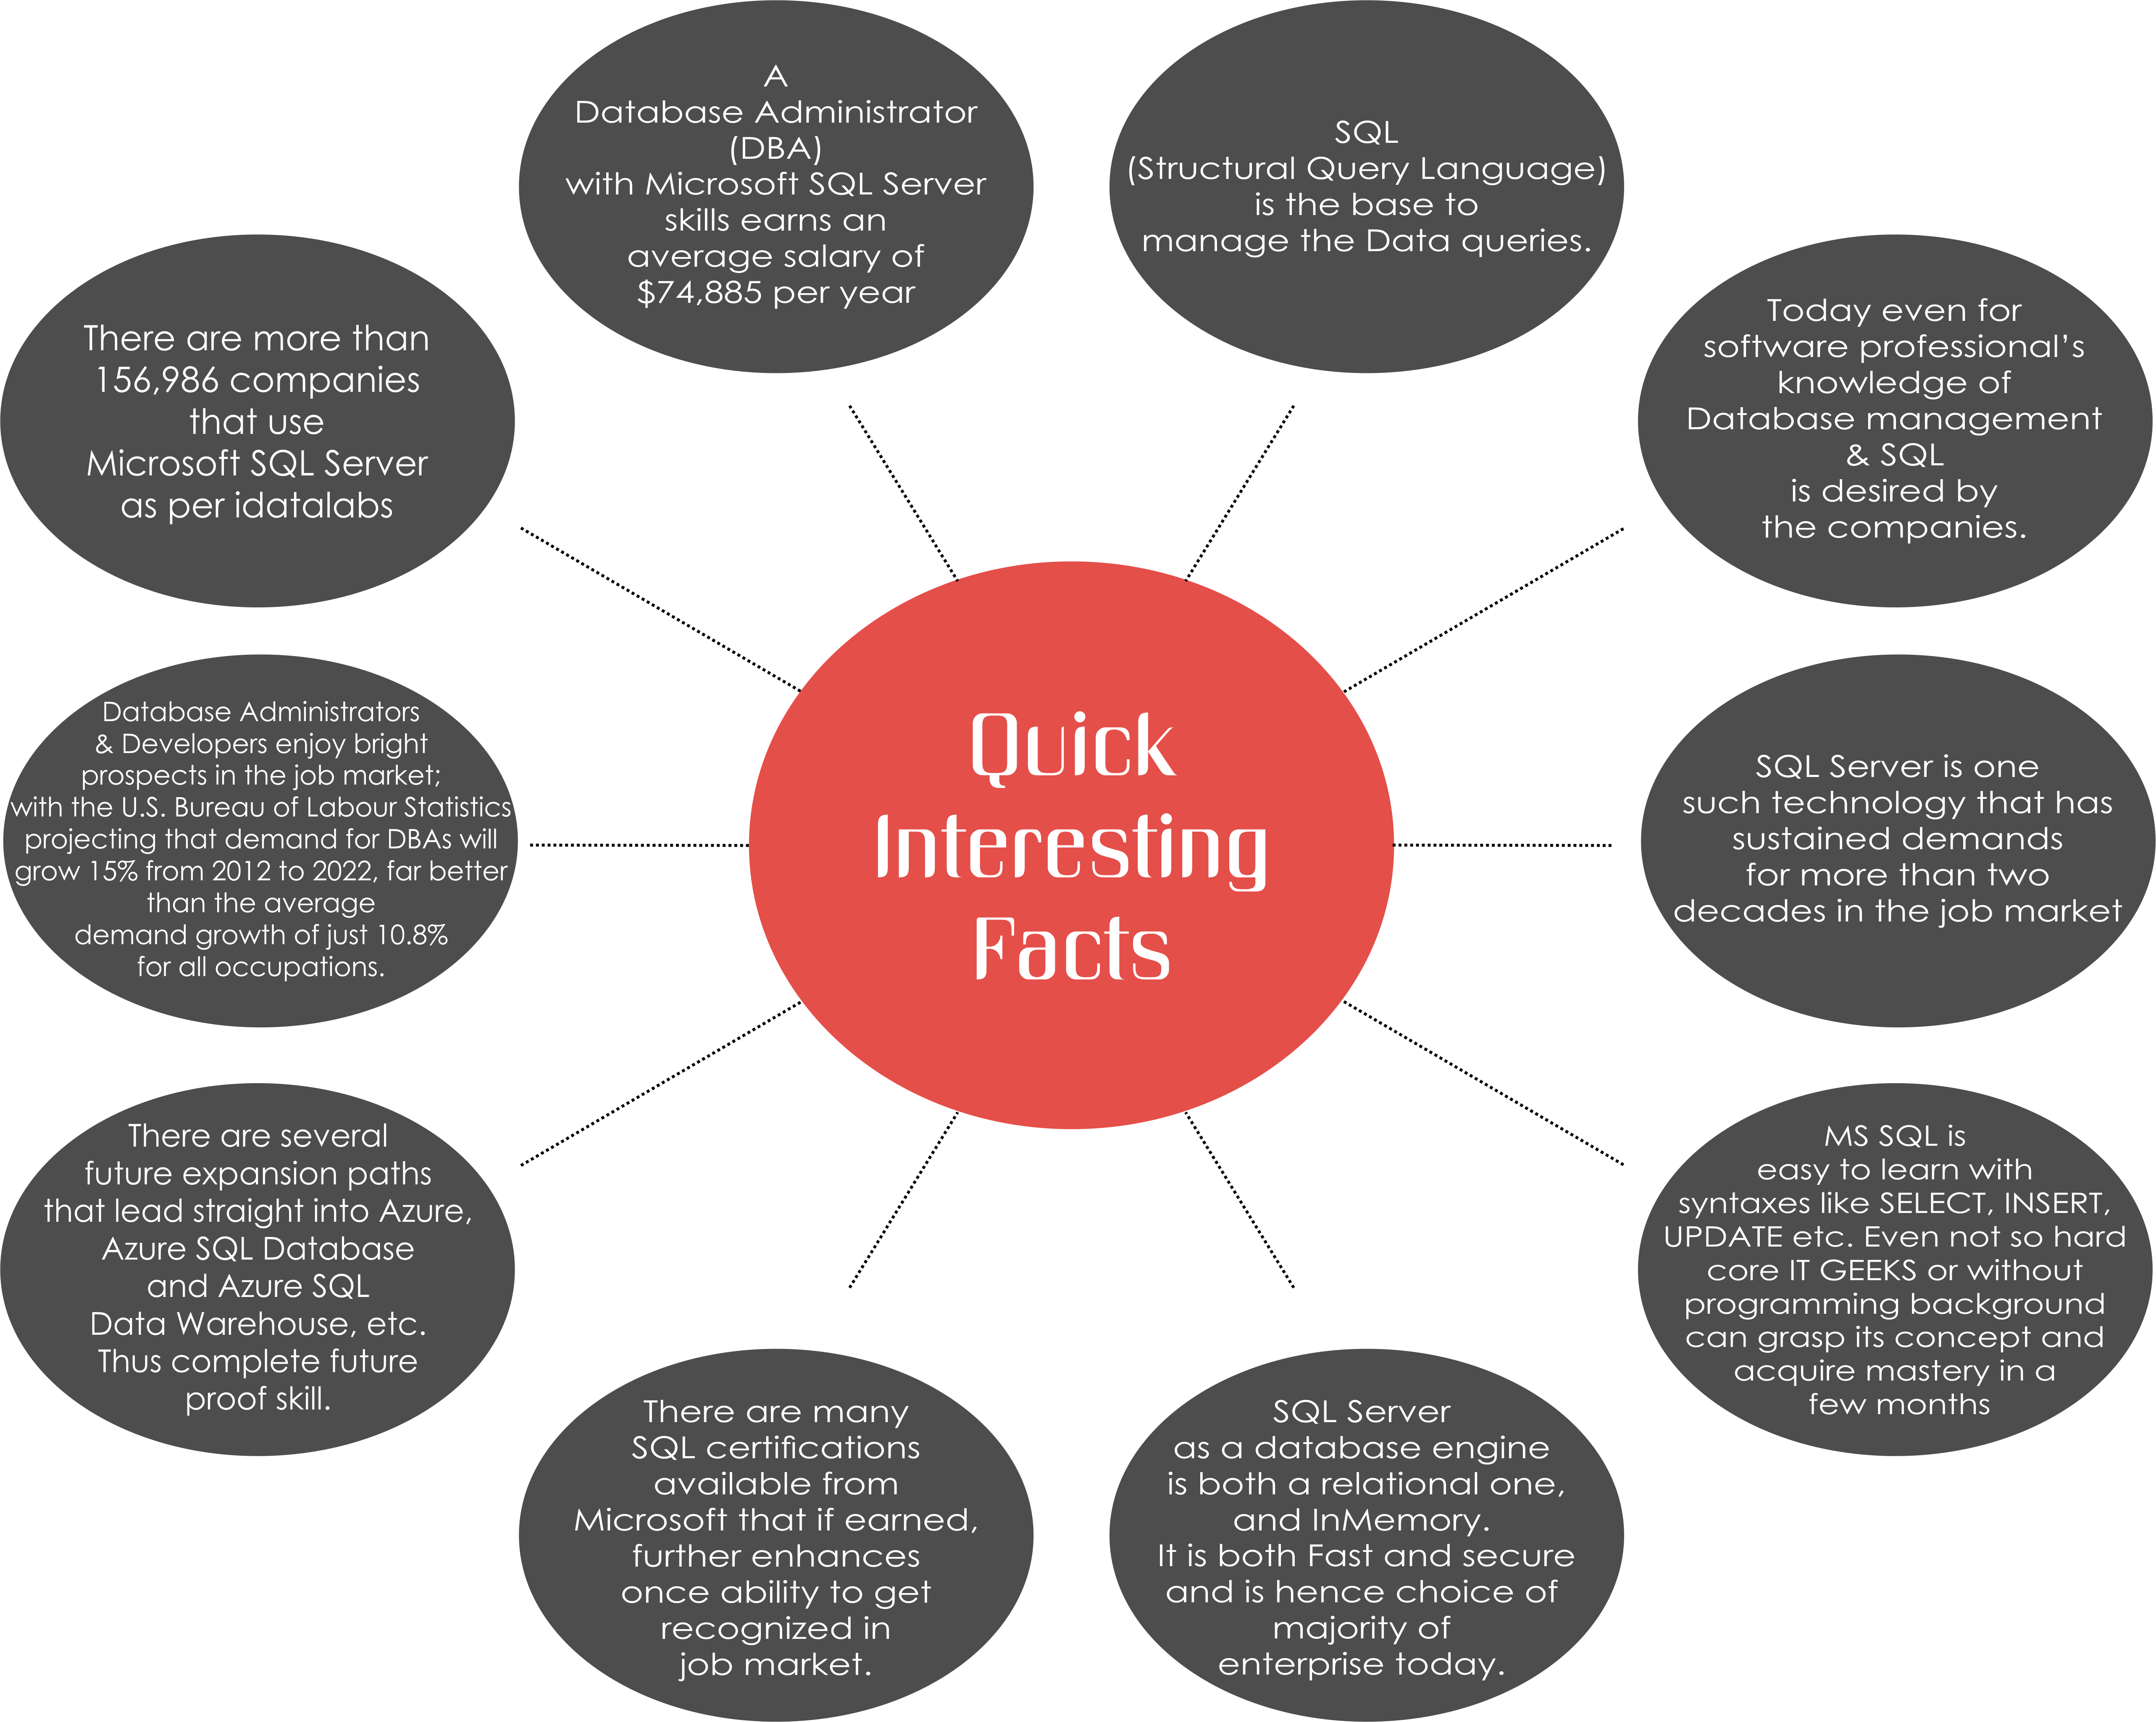 A
Database Administrator
(DBA)
with Microsoft SQL Server
skills earns an
average salary of
$74,885 per year
SQL
(Structural Query Language)
is the base to
manage the Data queries.
There are more than
156,986 companies
that use
Microsoft SQL Server
as per idatalabs
Today even for
software professional’s
knowledge of
Database management
& SQL
is desired by
the companies.
Quick
Interesting
Facts
Database Administrators
& Developers enjoy bright
prospects in the job market;
with the U.S. Bureau of Labour Statistics
projecting that demand for DBAs will
grow 15% from 2012 to 2022, far better
than the average
demand growth of just 10.8%
for all occupations.
SQL Server is one
such technology that has
sustained demands
for more than two
decades in the job market
There are several
future expansion paths
that lead straight into Azure,
Azure SQL Database
and Azure SQL
Data Warehouse, etc.
Thus complete future
proof skill.
MS SQL is
easy to learn with
syntaxes like SELECT, INSERT,
UPDATE etc. Even not so hard
core IT GEEKS or without
programming background
can grasp its concept and
acquire mastery in a
few months
There are many
SQL certifications
available from
Microsoft that if earned,
further enhances
once ability to get
recognized in
job market.
SQL Server
as a database engine
is both a relational one,
and InMemory.
It is both Fast and secure
and is hence choice of
majority of
enterprise today.